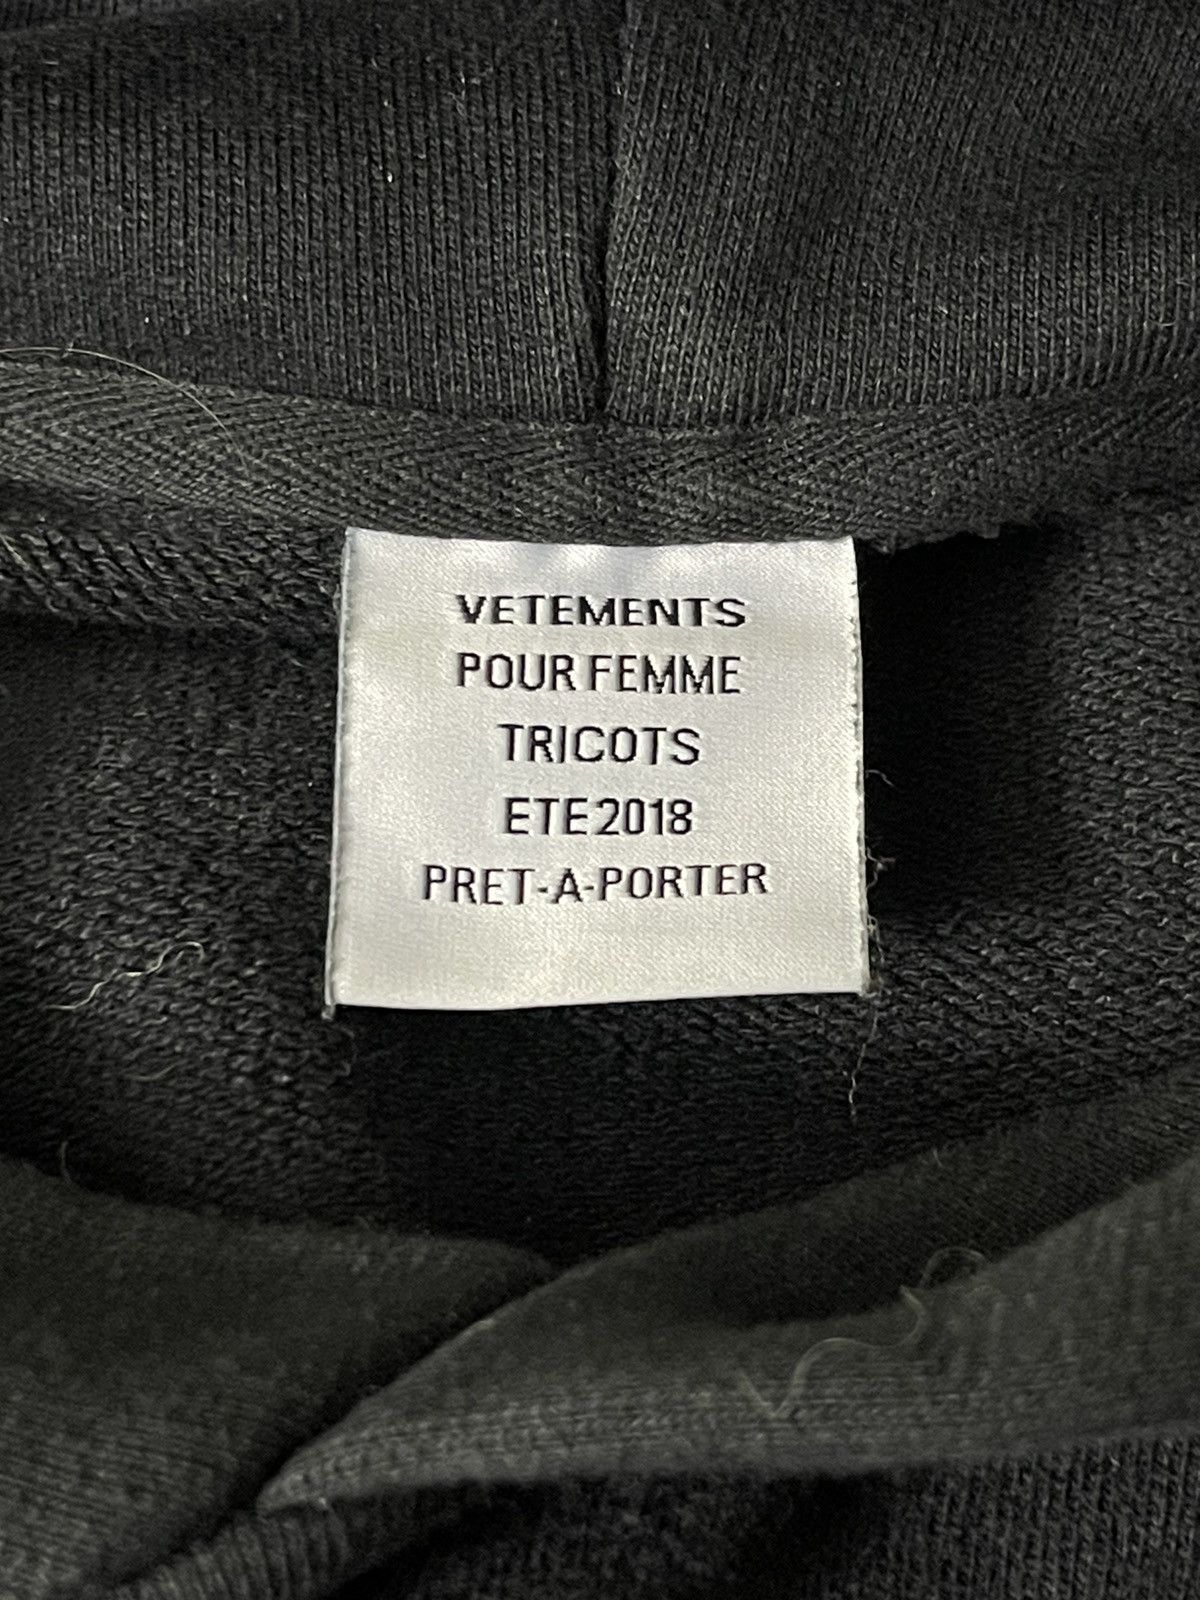 VETEMENTS
POUR FEMME
TRICOTS
ETE2018
PRET-A-PORTER